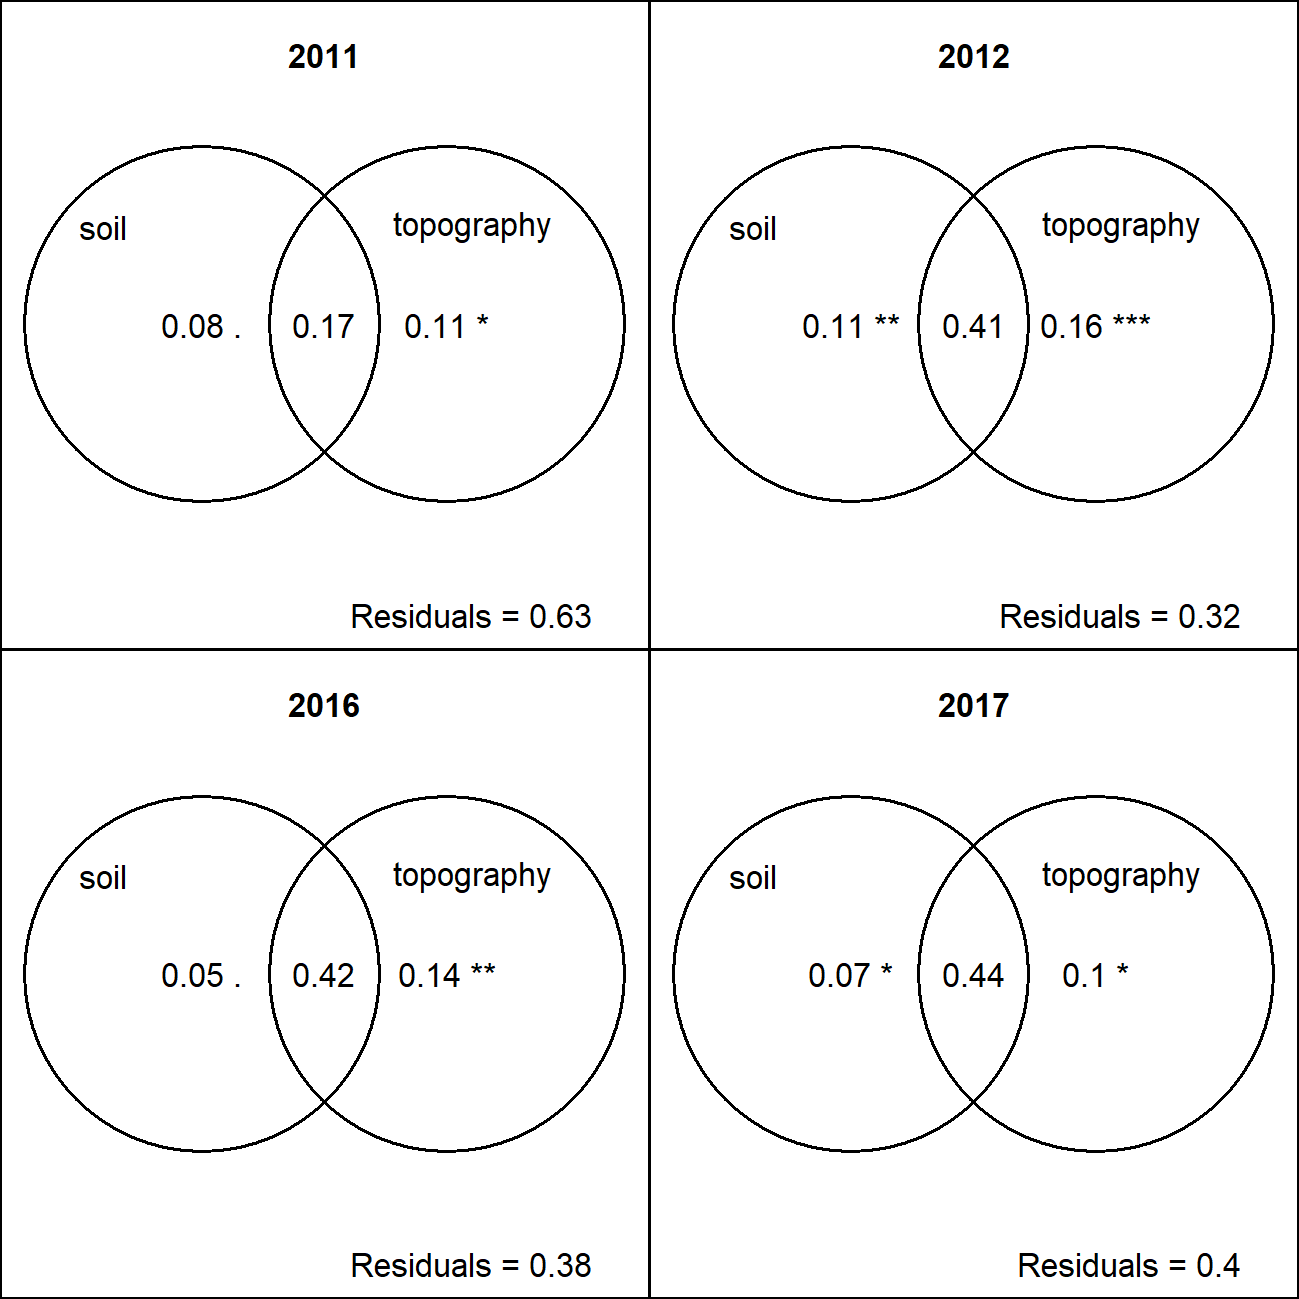 2011
soil
topography
0.08 .
0.17
0.11 *
Residuals = 0.63
2012
soil
topography
0.11 **
0.41
0.16 ***
Residuals = 0.32
2016
soil
topography
0.05 .
0.42
0.14 **
Residuals = 0.38
2017
soil
topography
0.07 *
0.44
0.1 *
Residuals = 0.4